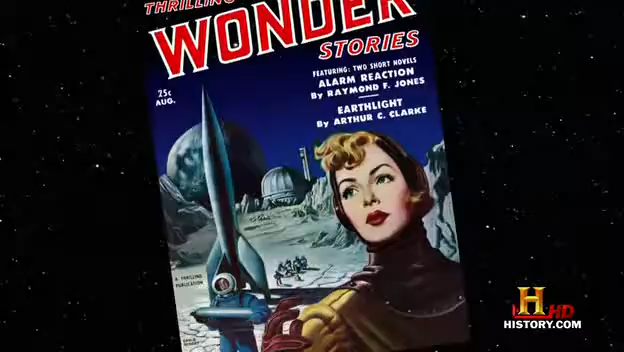 THRILLING
WONDER
STORIES
FEATURING: TWO SHORT NOVELS
ALARM REACTION
By RAYMOND F. JONES
EARTHLIGHT
By ARTHUR C. CLARKE
25¢
AUG.
A THRILLING
PUBLICATION
H HD
HISTORY.COM